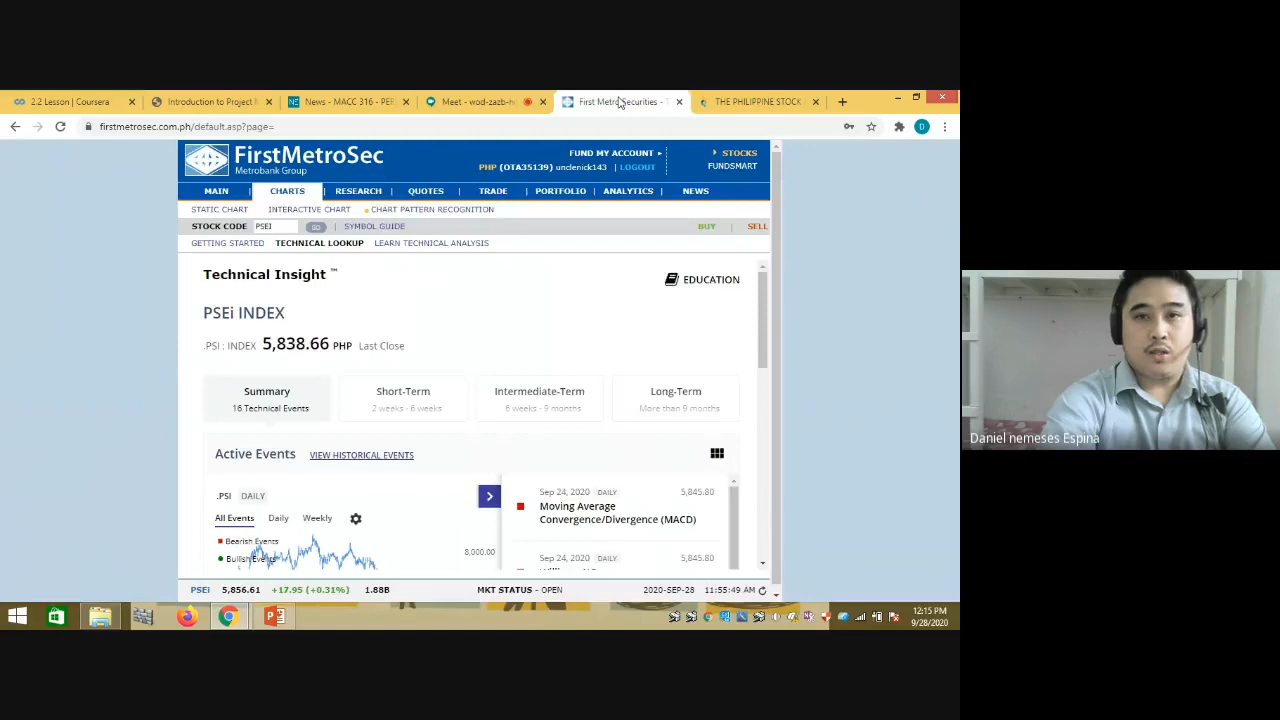 2.2 Lesson | Coursera
Introduction to Project M
News - MACC 316 - PER
Meet - wod-zazb-h
First Metro Securities - T
THE PHILIPPINE STOCK
firstmetrosec.com.ph/default.asp?page=
D
FirstMetroSec
Metrobank Group
FUND MY ACCOUNT
PHP (OTA35139) unclenick143 | LOGOUT
STOCKS
FUNDSMART
MAIN | CHARTS | RESEARCH | QUOTES | TRADE | PORTFOLIO | ANALYTICS | NEWS
STATIC CHART INTERACTIVE CHART CHART PATTERN RECOGNITION
STOCK CODE PSEI GO | SYMBOL GUIDE BUY | SELL
GETTING STARTED TECHNICAL LOOKUP LEARN TECHNICAL ANALYSIS
Technical Insight ™
EDUCATION
PSEi INDEX
.PSI : INDEX 5,838.66 PHP Last Close
Summary
16 Technical Events
Short-Term
2 weeks - 6 weeks
Intermediate-Term
6 weeks - 9 months
Long-Term
More than 9 months
Active Events VIEW HISTORICAL EVENTS
.PSI DAILY
All Events Daily Weekly
Bearish Events
Bullish Events
8,000.00
Sep 24, 2020 DAILY 5,845.80
Moving Average
Convergence/Divergence (MACD)
Sep 24, 2020 DAILY 5,845.80
PSEi 5,856.61 +17.95 (+0.31%) 1.88B MKT STATUS - OPEN 2020-SEP-28 11:55:49 AM
12:15 PM
9/28/2020
Daniel nemeses Espina